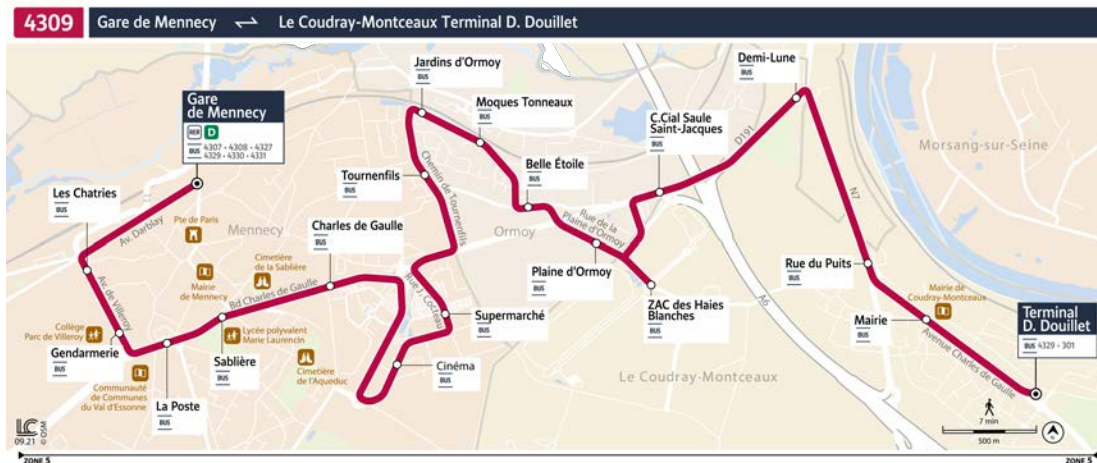 4309 Gare de Mennecy ⇌ Le Coudray-Montceaux Terminal D. Douillet
Jardins d'Ormoy
BUS
Demi-Lune
BUS
Moques Tonneaux
BUS
Gare
de Mennecy
RER D
BUS 4307 • 4308 • 4327
4329 • 4330 • 4331
C.Cial Saule
Saint-Jacques
BUS
D191
Morsang-sur-Seine
Belle Étoile
BUS
Tournenfils
BUS
Chemin de Tournenfils
Les Chatries
BUS
Av. Darblay
Pte de Paris
Mennecy
Charles de Gaulle
BUS
Ormoy
Rue de la
Plaine d'Ormoy
N7
Cimetière
de la Sablière
Mairie
de Mennecy
Plaine d'Ormoy
BUS
Rue du Puits
BUS
Av. de Villeroy
Bd Charles de Gaulle
Rue J. Cocteau
ZAC des Haies
Blanches
BUS
A6
Mairie de
Coudray-Montceaux
Collège
Parc de Villeroy
Lycée polyvalent
Marie Laurencin
Supermarché
BUS
Mairie
BUS
Terminal
D. Douillet
BUS 4329 • 301
Gendarmerie
BUS
Sablière
BUS
Cimetière
de l'Aqueduc
Cinéma
BUS
Le Coudray-Montceaux
Avenue Charles de Gaulle
Communauté
de Communes
du Val d'Essonne
La Poste
BUS
7 min
500 m
N
LC
09.21
© OSM
ZONE 5
ZONE 5